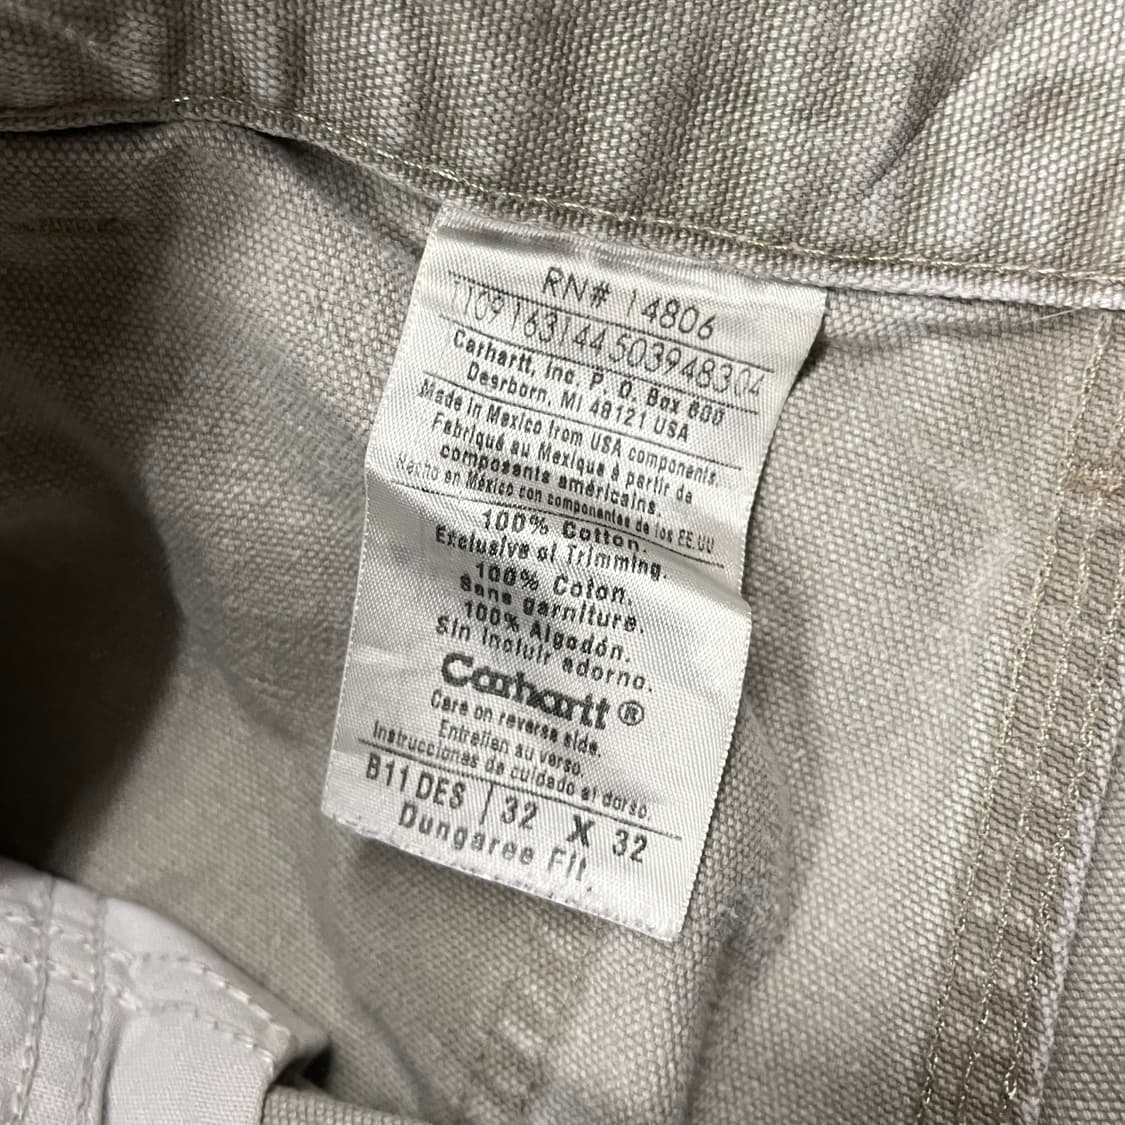 RN# 14806
110916314450394830​4
Carhartt, Inc. P. O. Box 600
Dearborn, MI 48121 USA
Made in Mexico from USA components.
Fabriqué au Mexique à partir de
composants américains.
Hecho en México con componentes de los EE.UU
100% Cotton.
Exclusive of Trimming.
100% Coton.
Sans garniture.
100% Algodón.
Sin incluir adorno.
Carhartt®
Care on reverse side.
Entretien au verso.
Instrucciones de cuidado al dorso.
B11 DES | 32 X 32
Dungaree Fit.